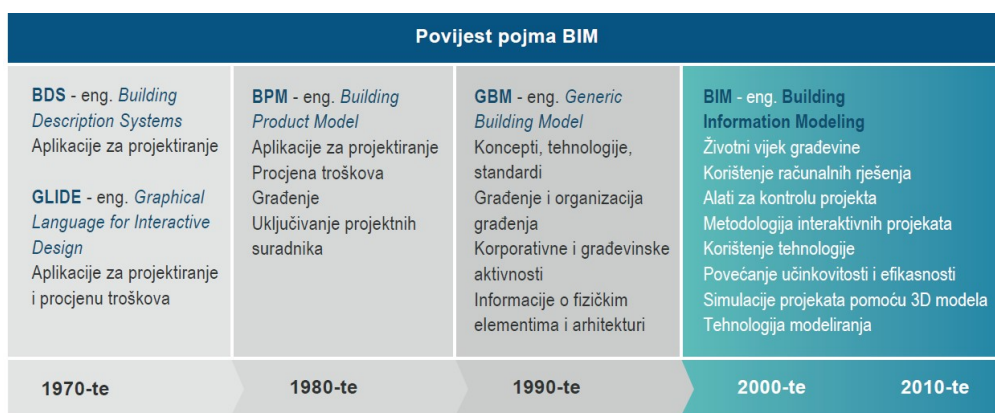 Povijest pojma BIM
BDS - eng. Building
Description Systems
Aplikacije za projektiranje
GLIDE - eng. Graphical
Language for Interactive
Design
Aplikacije za projektiranje
i procjenu troškova
BPM - eng. Building
Product Model
Aplikacije za projektiranje
Procjena troškova
Građenje
Uključivanje projektnih
suradnika
GBM - eng. Generic
Building Model
Koncepti, tehnologije,
standardi
Građenje i organizacija
građenja
Korporativne i građevinske
aktivnosti
Informacije o fizičkim
elementima i arhitekturi
BIM - eng. Building
Information Modeling
Životni vijek građevine
Korištenje računalnih rješenja
Alati za kontrolu projekta
Metodologija interaktivnih projekata
Korištenje tehnologije
Povećanje učinkovitosti i efikasnosti
Simulacije projekata pomoću 3D modela
Tehnologija modeliranja
1970-te
1980-te
1990-te
2000-te
2010-te